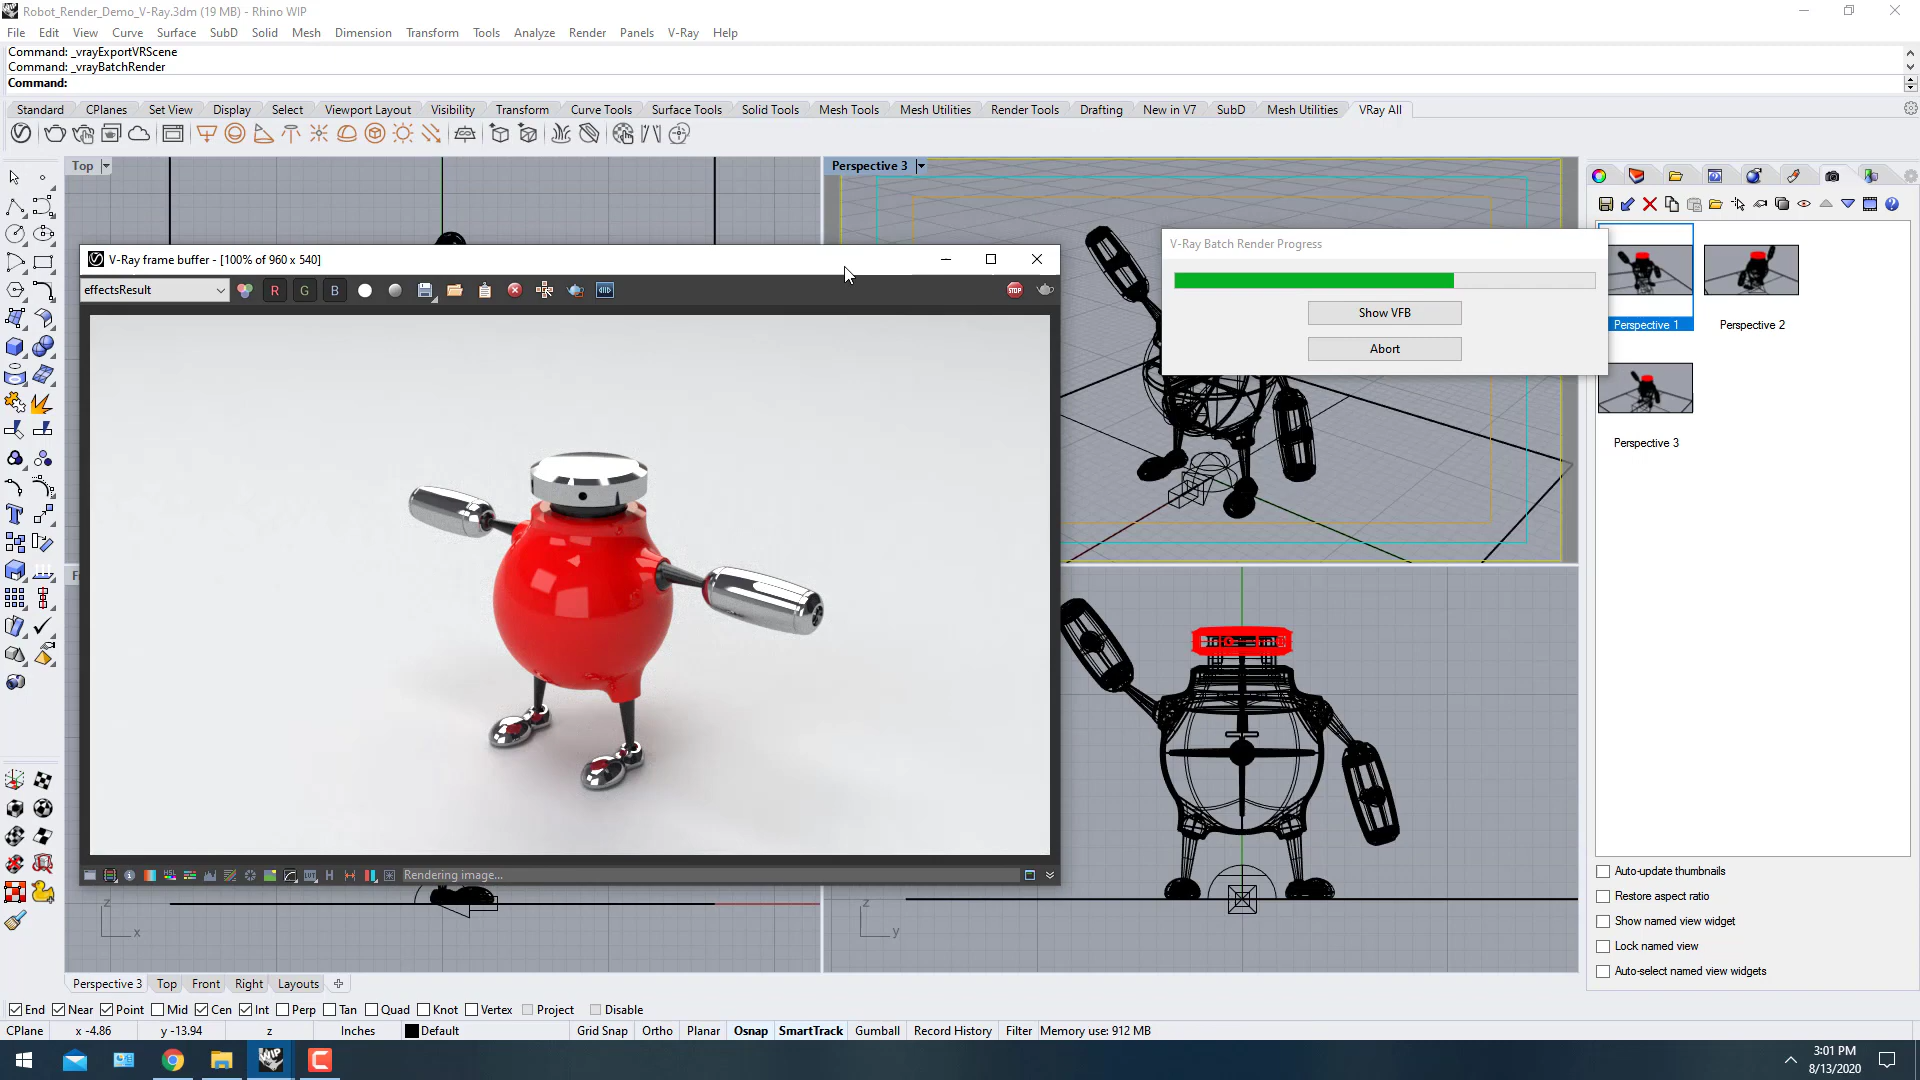 Robot_Render_Demo_V-Ray.3dm (19 MB) - Rhino WIP
File Edit View Curve Surface SubD Solid Mesh Dimension Transform Tools Analyze Render Panels V-Ray Help
Command: _vrayExportVRScene
Command: _vrayBatchRender
Command:
Standard CPlanes Set View Display Select Viewport Layout Visibility Transform Curve Tools Surface Tools Solid Tools Mesh Tools Mesh Utilities Render Tools Drafting New in V7 SubD Mesh Utilities VRay All
Top
Perspective 3
V-Ray frame buffer - [100% of 960 x 540]
effectsResult
R G B
STOP
V-Ray Batch Render Progress
Show VFB
Abort
Perspective 1
Perspective 2
Perspective 3
HSL
LUT
H
Rendering image...
z
x
z
y
Auto-update thumbnails
Restore aspect ratio
Show named view widget
Lock named view
Auto-select named view widgets
Perspective 3 Top Front Right Layouts
End Near Point Mid Cen Int Perp Tan Quad Knot Vertex Project Disable
CPlane x -4.86 y -13.94 z Inches Default Grid Snap Ortho Planar Osnap SmartTrack Gumball Record History Filter Memory use: 912 MB
WIP
3:01 PM
8/13/2020